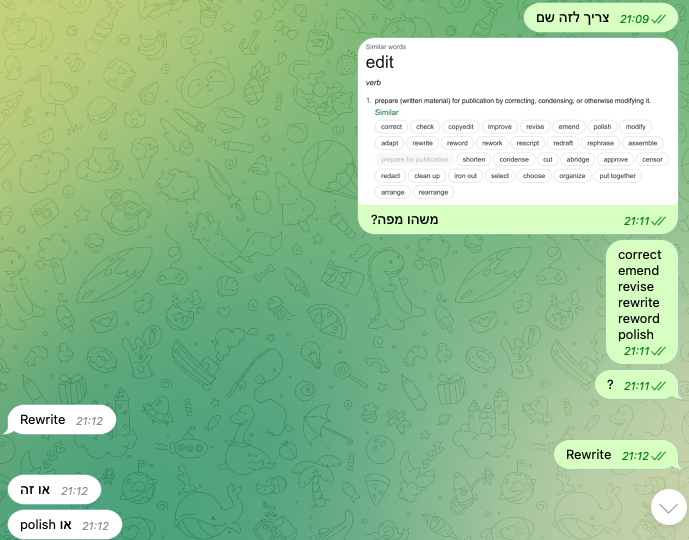 צריך לזה שם
21:09
Similar words
edit
verb
1. prepare (written material) for publication by correcting, condensing, or otherwise modifying it.
Similar
correct check copyedit improve revise emend polish modify
adapt rewrite reword rework rescript redraft rephrase assemble
prepare for publication shorten condense cut abridge approve censor
redact clean up iron out select choose organize put together
arrange rearrange
משהו מפה?
21:11
correct
emend
revise
rewrite
reword
polish
21:11
?
21:11
Rewrite 21:12
Rewrite 21:12
או זה
21:12
או polish
21:12